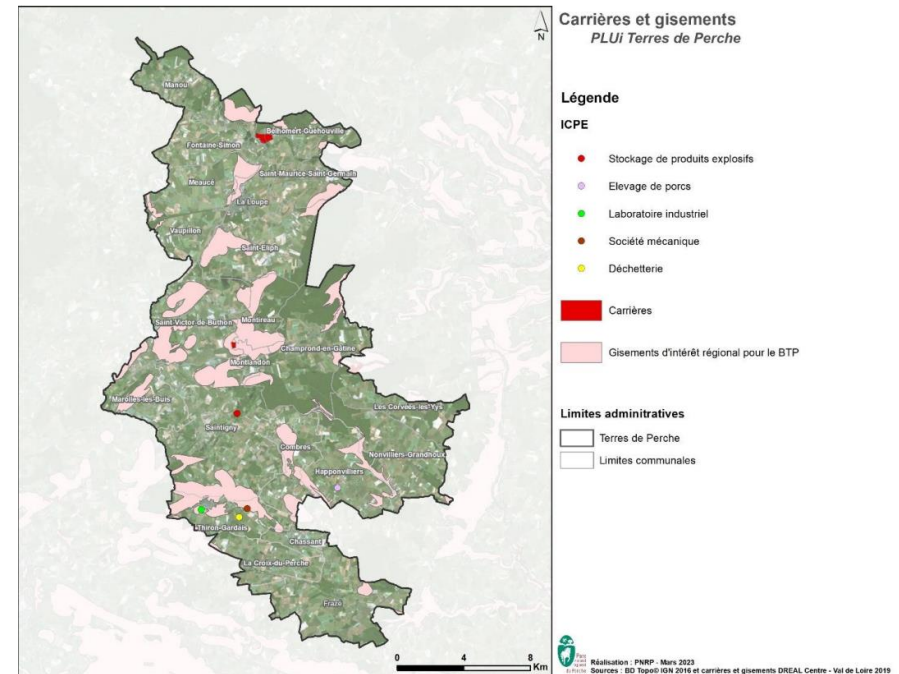 Carrières et gisements
PLUi Terres de Perche
N
Légende
ICPE
Stockage de produits explosifs
Elevage de porcs
Laboratoire industriel
Société mécanique
Déchetterie
Carrières
Gisements d'intérêt régional pour le BTP
Limites adminitratives
Terres de Perche
Limites communales
Manou
Belhomert-Guéhouville
Fontaine-Simon
Saint-Maurice-Saint-Germain
Meaucé
La Loupe
Vaupillon
Saint-Eliph
Saint-Victor de Buthon
Montireau
Champrond-en-Gâtine
Montlandon
Marolles-les-Buis
Les Corvées-les-Yys
Saintigny
Combres
Nonvilliers-Grandhoux
Happonvilliers
Thiron-Gardais
Chassant
La Croix-du-Perche
Frazé
0 4 8
Km
Parc
du Perche
Réalisation : PNRP - Mars 2023
Sources : BD Topo© IGN 2016 et carrières et gisements DREAL Centre - Val de Loire 2019